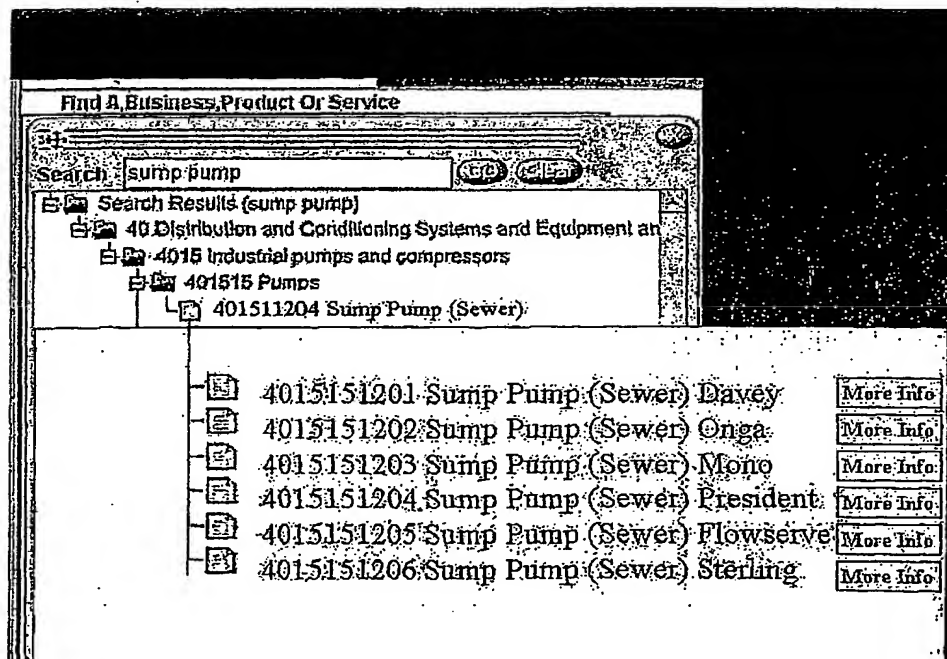 Find A,Business,Product Or Service
Search sump pump GO Clear
Search Results (sump pump)
40 Distribution and Conditioning Systems and Equipment an
4015 Industrial pumps and compressors
401515 Pumps
401511204 Sump Pump (Sewer)
4015151201 Sump Pump (Sewer) Davey More Info
4015151202 Sump Pump (Sewer) Onga More Info
4015151203 Sump Pump (Sewer) Mono More Info
4015151204 Sump Pump (Sewer) President More Info
4015151205 Sump Pump (Sewer) Flowserve More Info
4015151206 Sump Pump (Sewer) Sterling More Info